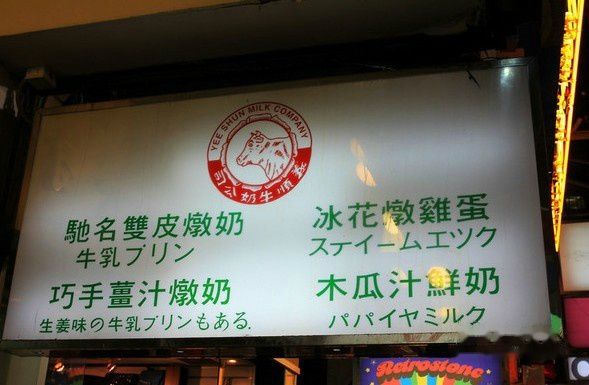 YEE SHUN MILK COMPANY
司公奶牛順義
馳名雙皮燉奶
牛乳プリン
冰花燉雞蛋
スティームエツク
巧手薑汁燉奶
生姜味の牛乳プリンもある.
木瓜汁鮮奶
パパイヤミルク
Retrostone